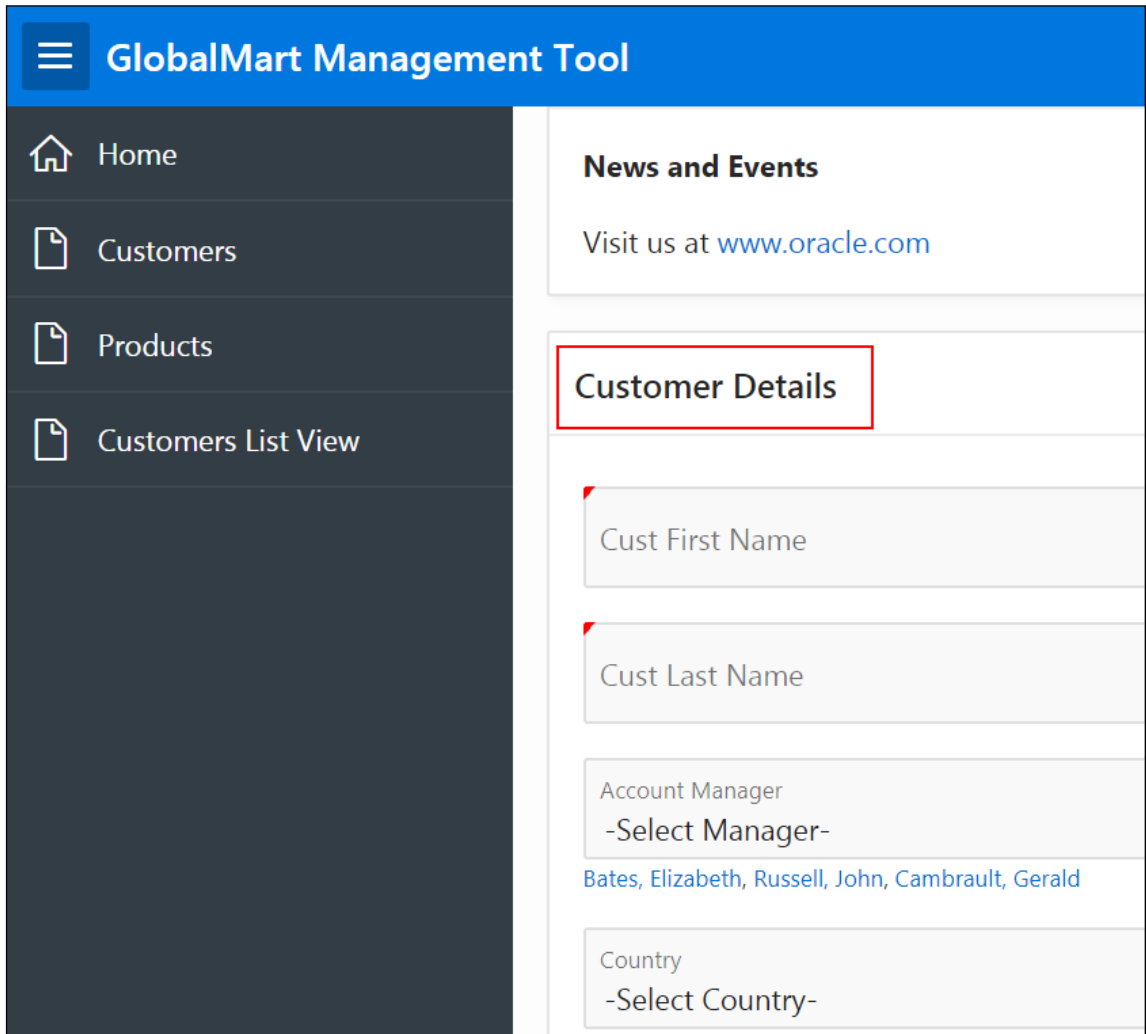 GlobalMart Management Tool
Home
Customers
Products
Customers List View
News and Events
Visit us at www.oracle.com
Customer Details
Cust First Name
Cust Last Name
Account Manager
-Select Manager-
Bates, Elizabeth, Russell, John, Cambrault, Gerald
Country
-Select Country-